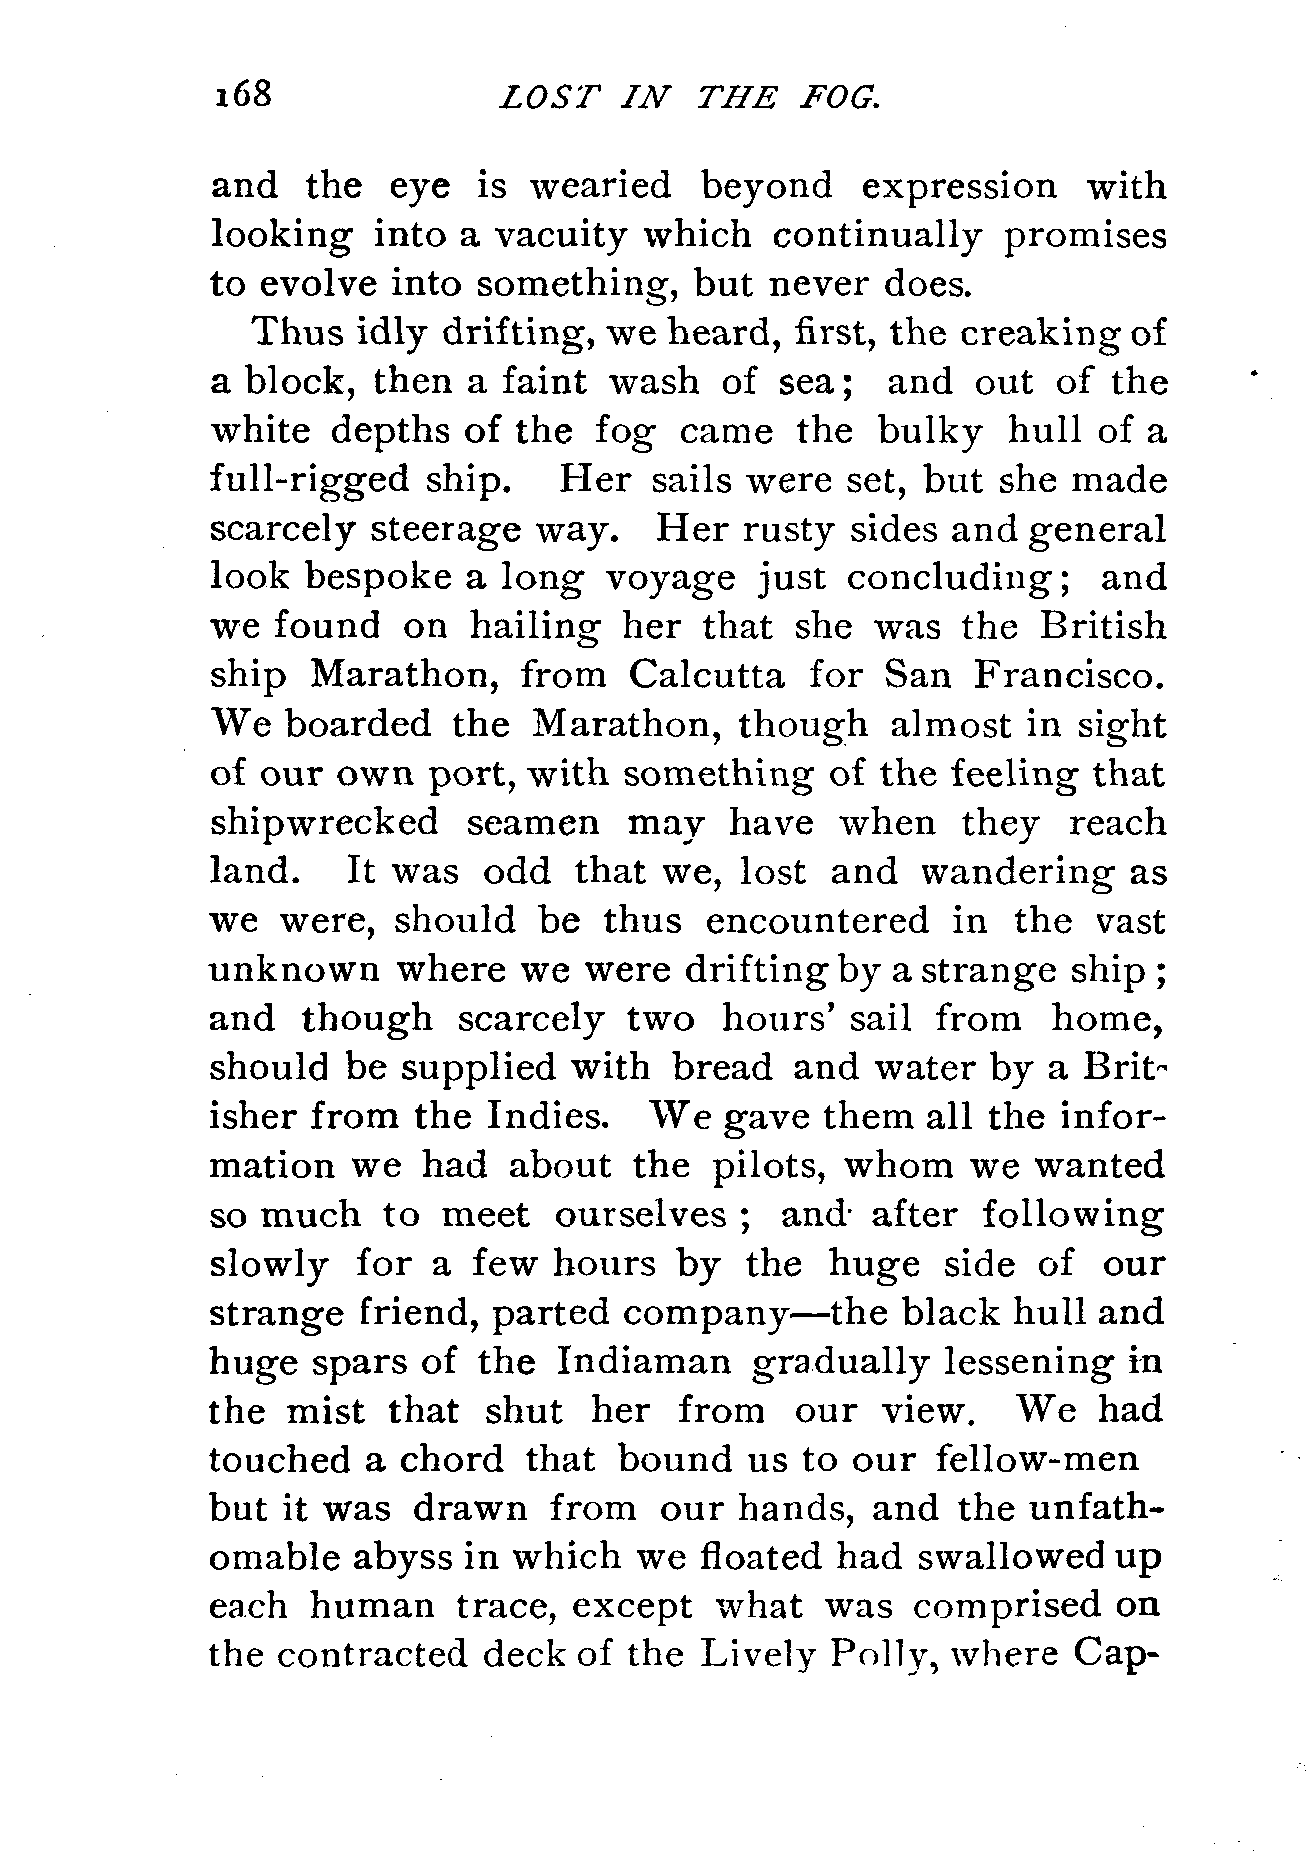 168 LOST IN THE FOG.
and the eye is wearied beyond expression with
looking into a vacuity which continually promises
to evolve into something, but never does.
Thus idly drifting, we heard, first, the creaking of
a block, then a faint wash of sea; and out of the
white depths of the fog came the bulky hull of a
full-rigged ship. Her sails were set, but she made
scarcely steerage way. Her rusty sides and general
look bespoke a long voyage just concluding; and
we found on hailing her that she was the British
ship Marathon, from Calcutta for San Francisco.
We boarded the Marathon, though almost in sight
of our own port, with something of the feeling that
shipwrecked seamen may have when they reach
land. It was odd that we, lost and wandering as
we were, should be thus encountered in the vast
unknown where we were drifting by a strange ship;
and though scarcely two hours' sail from home,
should be supplied with bread and water by a Brit-
isher from the Indies. We gave them all the infor-
mation we had about the pilots, whom we wanted
so much to meet ourselves; and after following
slowly for a few hours by the huge side of our
strange friend, parted company—the black hull and
huge spars of the Indiaman gradually lessening in
the mist that shut her from our view. We had
touched a chord that bound us to our fellow-men
but it was drawn from our hands, and the unfath-
omable abyss in which we floated had swallowed up
each human trace, except what was comprised on
the contracted deck of the Lively Polly, where Cap-